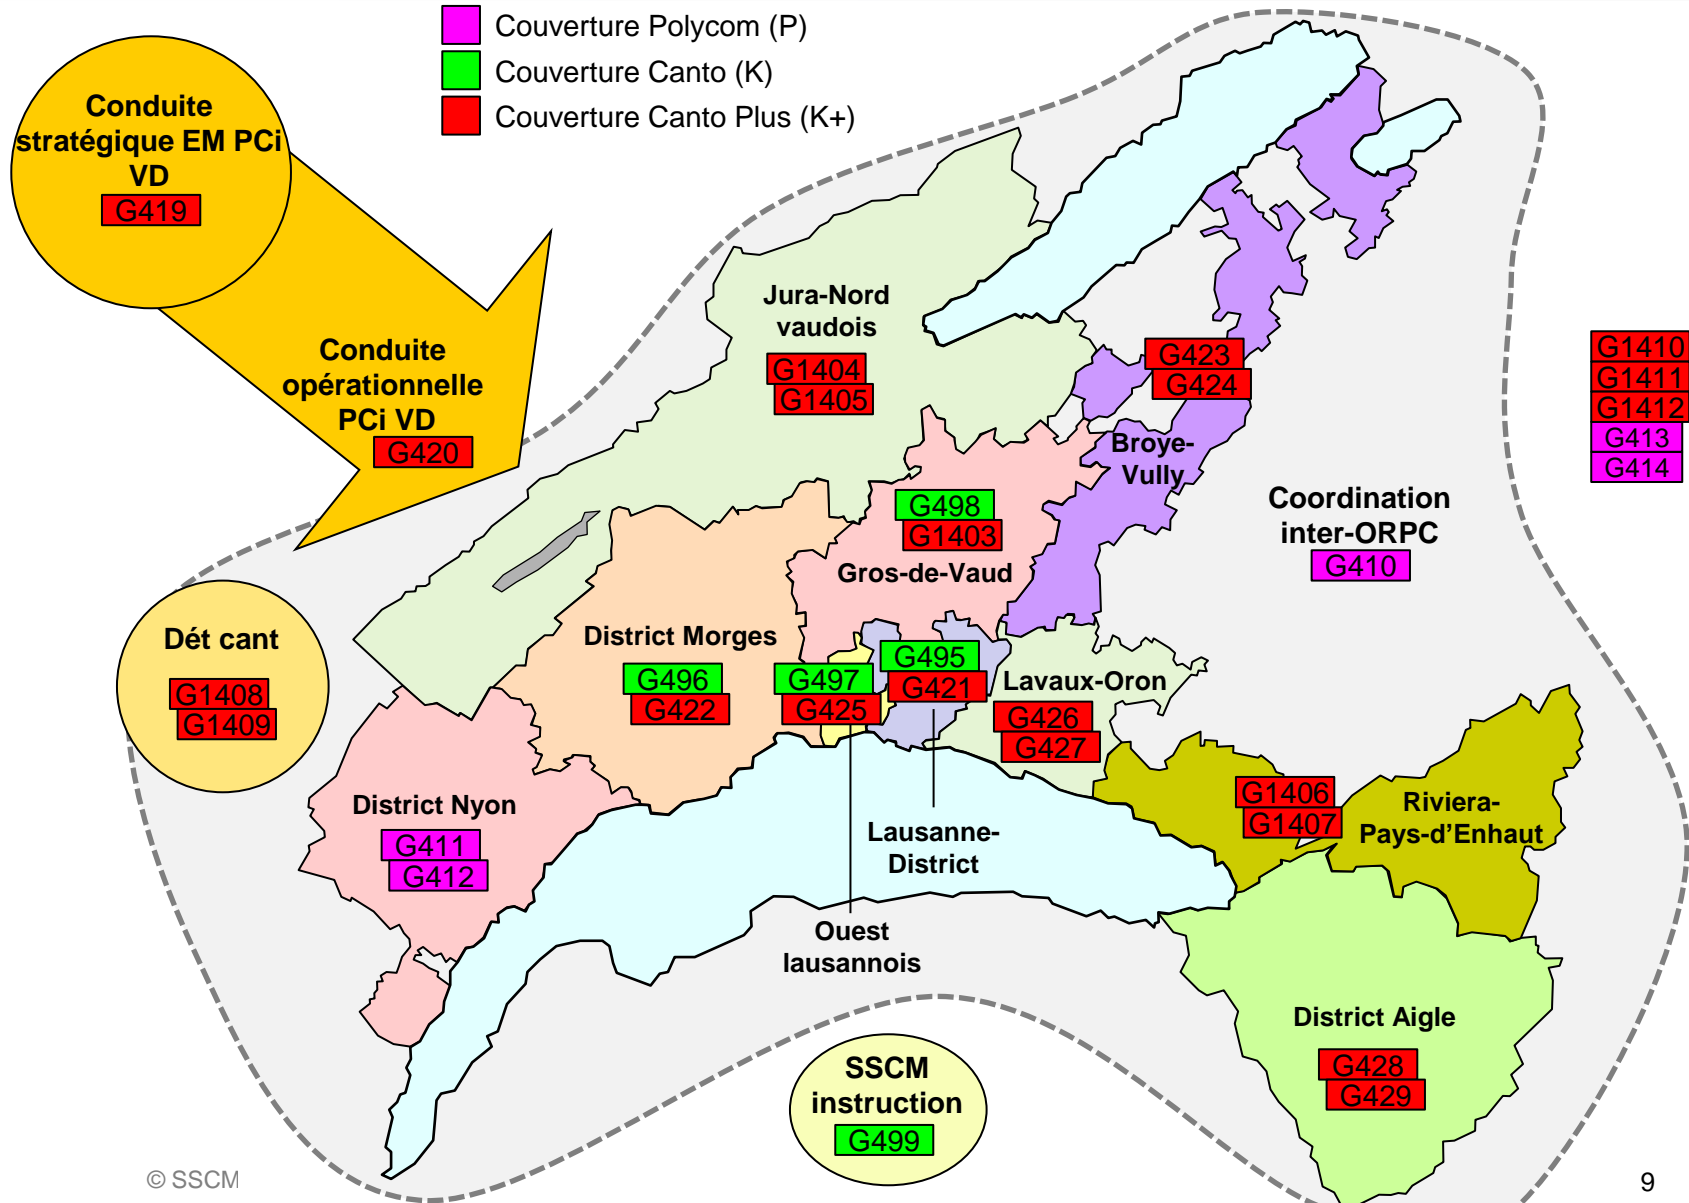 Couverture Polycom (P)
Couverture Canto (K)
Couverture Canto Plus (K+)
Conduite
stratégique EM PCi
VD
G419
Conduite
opérationnelle
PCi VD
G420
Jura-Nord
vaudois
G1404
G1405
G423
G424
Broye-
Vully
G1410
G1411
G1412
G413
G414
G498
G1403
Gros-de-Vaud
Coordination
inter-ORPC
G410
Dét cant
G1408
G1409
District Morges
G496
G422
G497
G425
G495
G421
Lavaux-Oron
G426
G427
District Nyon
G411
G412
Lausanne-
District
G1406
G1407
Riviera-
Pays-d’Enhaut
Ouest
lausannois
District Aigle
G428
G429
SSCM
instruction
G499
© SSCM
9